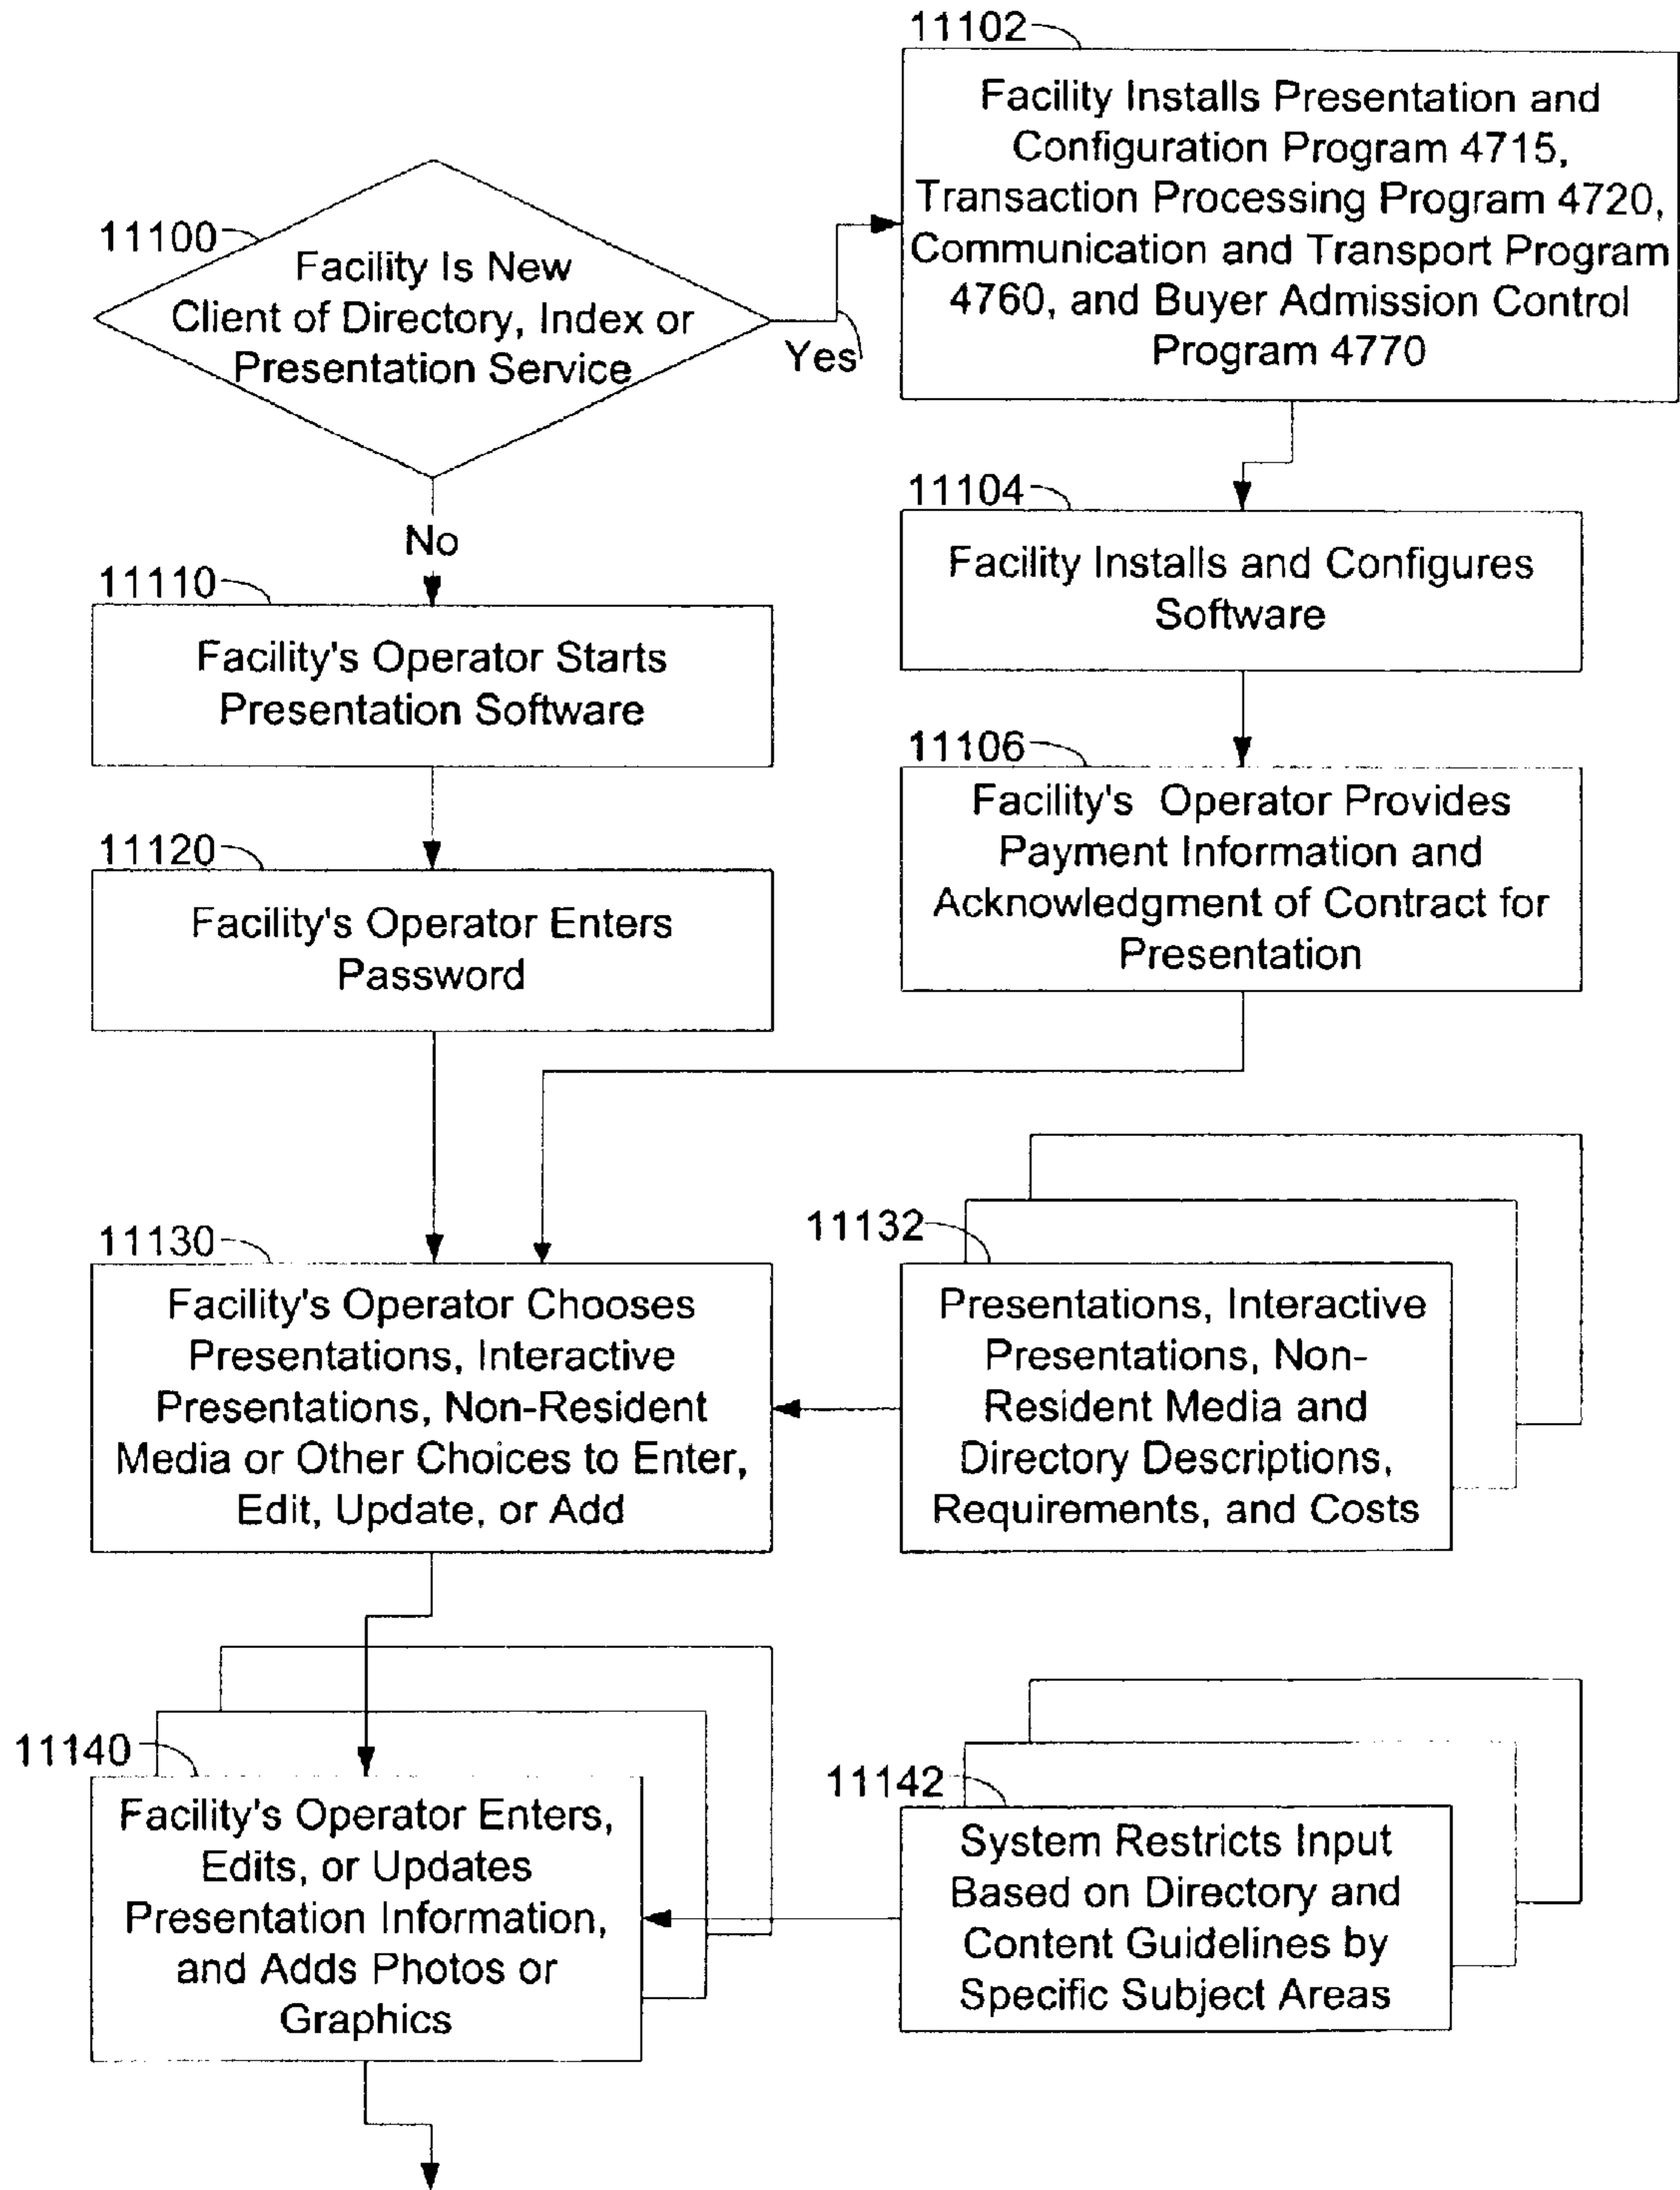 11102
Facility Installs Presentation and
Configuration Program 4715,
Transaction Processing Program 4720,
Communication and Transport Program
4760, and Buyer Admission Control
Program 4770
11100
Facility Is New
Client of Directory, Index or
Presentation Service
Yes
No
11104
Facility Installs and Configures
Software
11110
Facility's Operator Starts
Presentation Software
11106
Facility's Operator Provides
Payment Information and
Acknowledgment of Contract for
Presentation
11120
Facility's Operator Enters
Password
11130
Facility's Operator Chooses
Presentations, Interactive
Presentations, Non-Resident
Media or Other Choices to Enter,
Edit, Update, or Add
11132
Presentations, Interactive
Presentations, Non-
Resident Media and
Directory Descriptions,
Requirements, and Costs
11140
Facility's Operator Enters,
Edits, or Updates
Presentation Information,
and Adds Photos or
Graphics
11142
System Restricts Input
Based on Directory and
Content Guidelines by
Specific Subject Areas